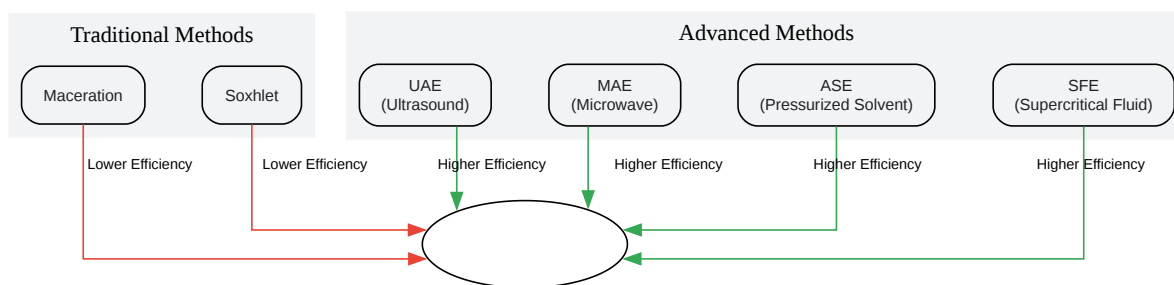 Traditional Methods
Advanced Methods
Maceration
Soxhlet
UAE
(Ultrasound)
MAE
(Microwave)
ASE
(Pressurized Solvent)
SFE
(Supercritical Fluid)
Lower Efficiency
Lower Efficiency
Higher Efficiency
Higher Efficiency
Higher Efficiency
Higher Efficiency